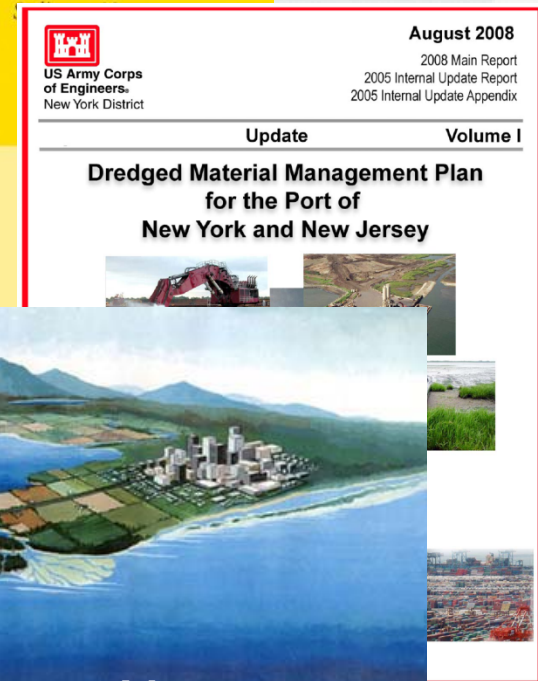 August 2008
2008 Main Report
2005 Internal Update Report
2005 Internal Update Appendix
US Army Corps
of Engineers®
New York District
Update Volume I
Dredged Material Management Plan
for the Port of
New York and New Jersey